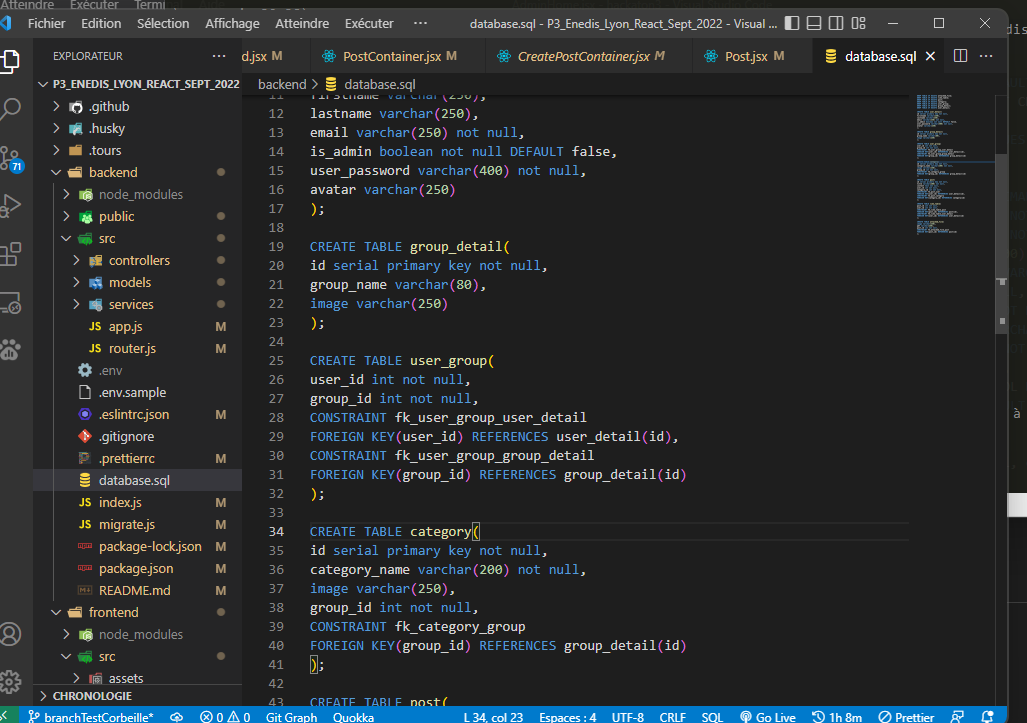 Atteindre Exécuter
Fichier Edition Sélection Affichage Atteindre Exécuter ··· database.sql - P3_Enedis_Lyon_React_Sept_2022 - Visual ...
EXPLORATEUR ···
d.jsx M PostContainer.jsx M CreatePostContainer.jsx M Post.jsx M database.sql ···
P3_ENEDIS_LYON_REACT_SEPT_2022
backend > database.sql
.github
.husky
.tours
backend
node_modules
public
src
controllers
models
services
JS app.js M
JS router.js M
.env
.env.sample
.eslintrc.json M
.gitignore
.prettierrc M
database.sql
JS index.js M
JS migrate.js M
package-lock.json M
package.json M
README.md M
frontend
node_modules
src
assets
CHRONOLOGIE
71
11 firstname varchar(250),
12 lastname varchar(250),
13 email varchar(250) not null,
14 is_admin boolean not null DEFAULT false,
15 user_password varchar(400) not null,
16 avatar varchar(250)
17 );
18
19 CREATE TABLE group_detail(
20 id serial primary key not null,
21 group_name varchar(80),
22 image varchar(250)
23 );
24
25 CREATE TABLE user_group(
26 user_id int not null,
27 group_id int not null,
28 CONSTRAINT fk_user_group_user_detail
29 FOREIGN KEY(user_id) REFERENCES user_detail(id),
30 CONSTRAINT fk_user_group_group_detail
31 FOREIGN KEY(group_id) REFERENCES group_detail(id)
32 );
33
34 CREATE TABLE category(
35 id serial primary key not null,
36 category_name varchar(200) not null,
37 image varchar(250),
38 group_id int not null,
39 CONSTRAINT fk_category_group
40 FOREIGN KEY(group_id) REFERENCES group_detail(id)
41 );
42
43 CREATE TABLE post(
branchTestCorbeille* 0 0 Git Graph Quokka L 34, col 23 Espaces : 4 UTF-8 CRLF SQL Go Live 1h 8m Prettier
à